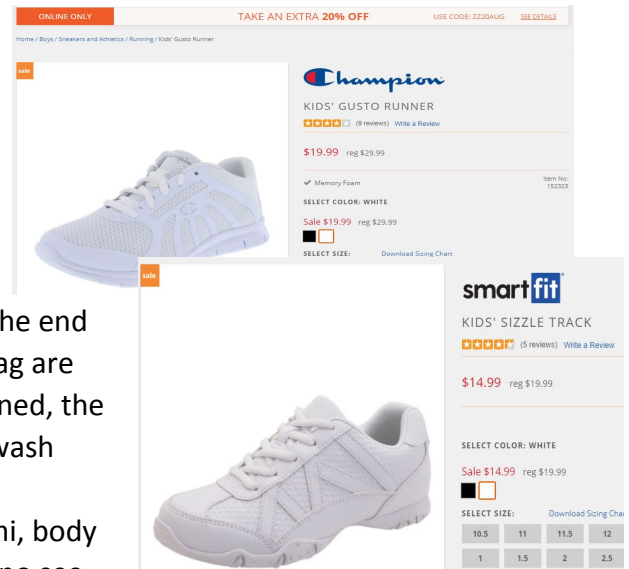 ONLINE ONLY TAKE AN EXTRA 20% OFF USE CODE: ZZ20AUG SEE DETAILS
Home / Boys / Sneakers and Athletics / Running / Kids' Gusto Runner
sale
Champion
KIDS' GUSTO RUNNER
(9 reviews) Write a Review
$19.99 reg $29.99
✓ Memory Foam
Item No: 152323
SELECT COLOR: WHITE
Sale $19.99 reg $29.99
SELECT SIZE: Download Sizing Chart
sale
smart fit
KIDS' SIZZLE TRACK
(5 reviews) Write a Review
$14.99 reg $19.99
SELECT COLOR: WHITE
Sale $14.99 reg $19.99
SELECT SIZE: Download Sizing Char
10.5 11 11.5 12
1 1.5 2 2.5
he end
ag are
ned, the
wash
ni, body